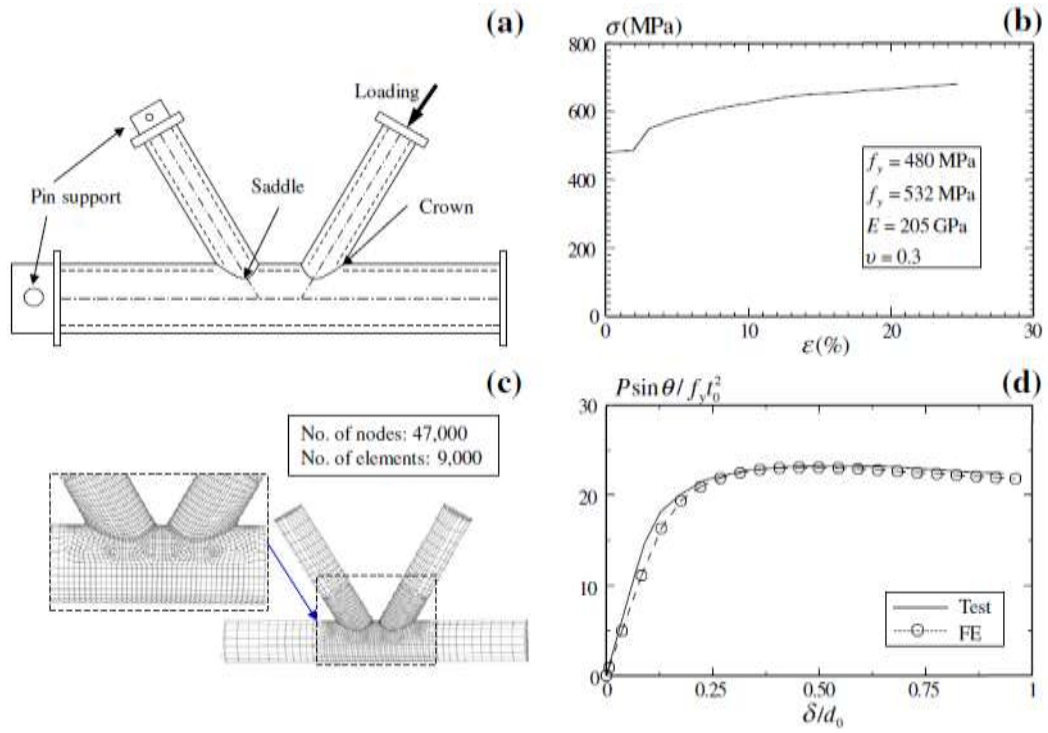 (a)
Loading
Saddle
Pin support
Crown
(b)
σ(MPa)
800
600
400
200
0
0 10 20 30
ε(%)
f_y = 480 MPa
f_y = 532 MPa
E = 205 GPa
υ = 0.3
(c)
No. of nodes: 47,000
No. of elements: 9,000
(d)
P sin θ / f_y t_0^2
30
20
10
0
0 0.25 0.50 0.75 1
δ/d_0
Test
FE